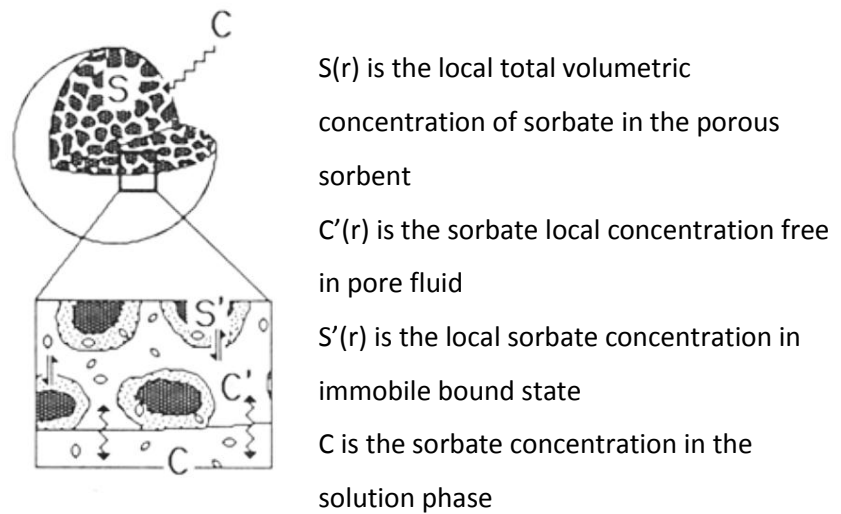 C
S
S'
C'
C
S(r) is the local total volumetric
concentration of sorbate in the porous
sorbent
C’(r) is the sorbate local concentration free
in pore fluid
S’(r) is the local sorbate concentration in
immobile bound state
C is the sorbate concentration in the
solution phase